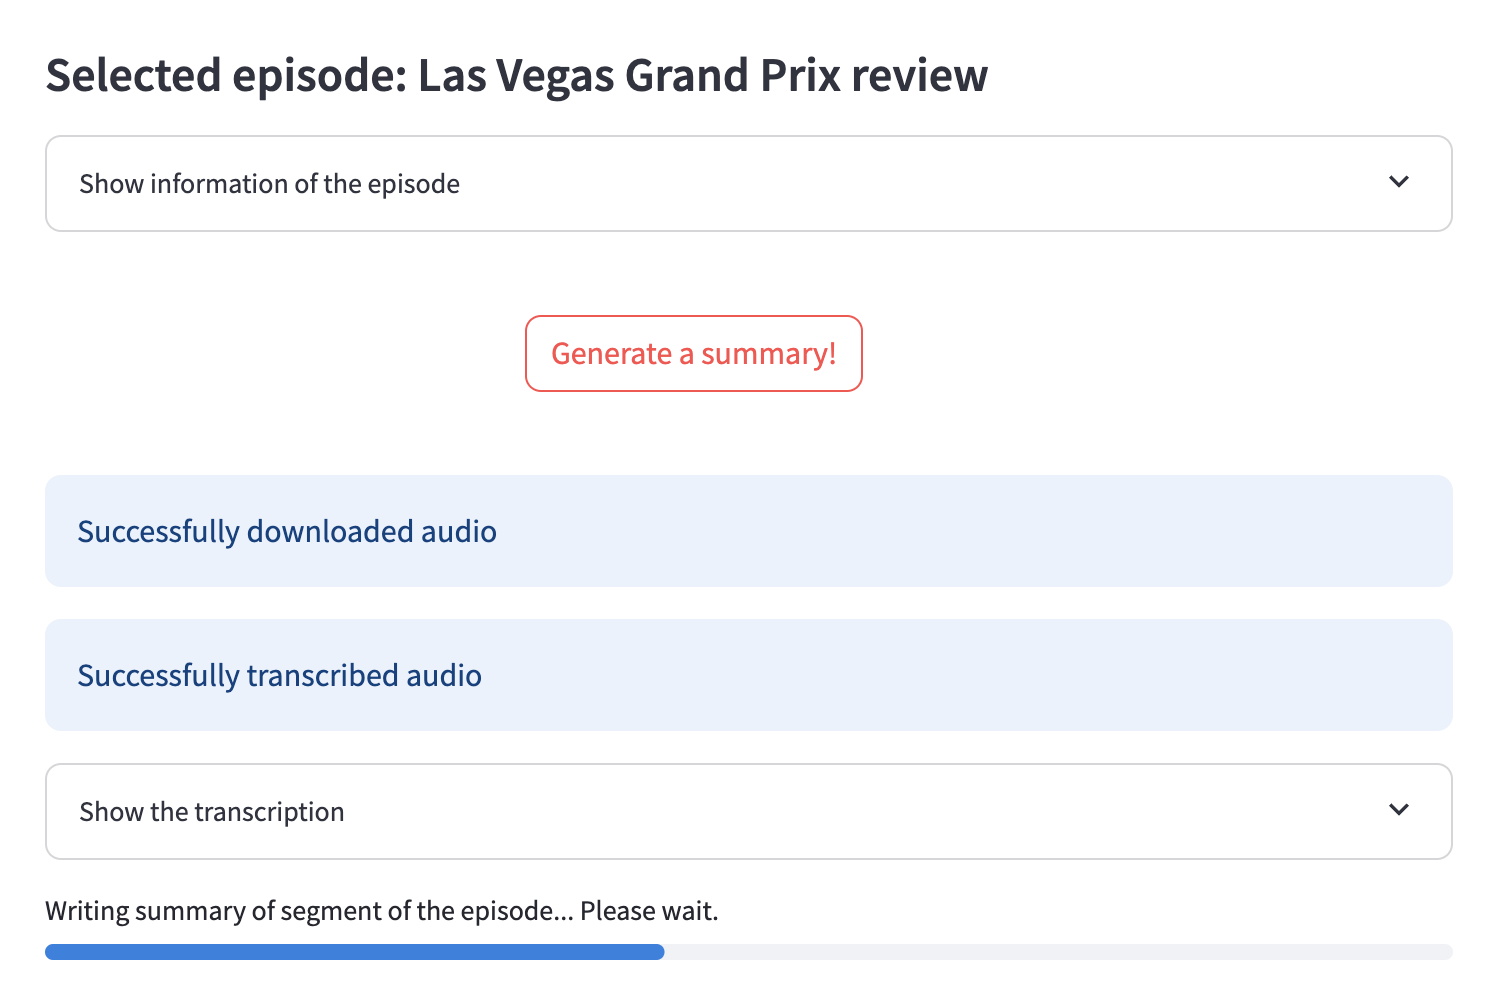 Selected episode: Las Vegas Grand Prix review
Show information of the episode
Generate a summary!
Successfully downloaded audio
Successfully transcribed audio
Show the transcription
Writing summary of segment of the episode... Please wait.